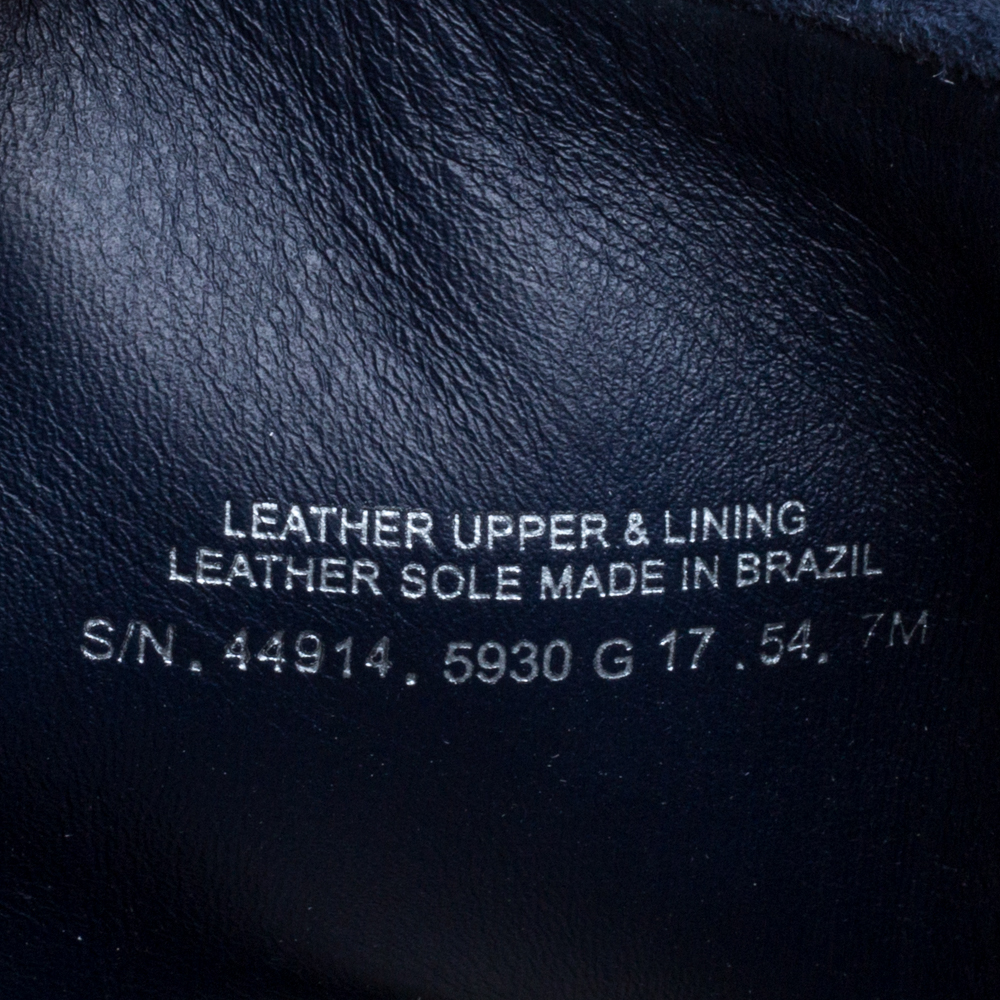 LEATHER UPPER & LINING
LEATHER SOLE MADE IN BRAZIL
S/N. 44914. 5930 G 17 .54. 7M